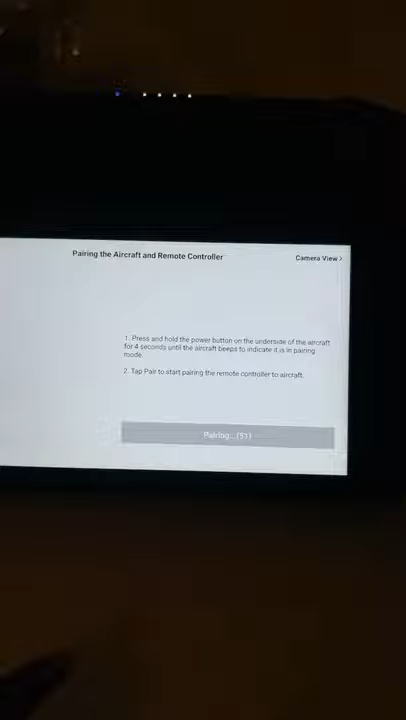 Pairing the Aircraft and Remote Controller
Camera View >
1. Press and hold the power button on the underside of the aircraft
for 4 seconds until the aircraft beeps to indicate it is in pairing
mode.
2. Tap Pair to start pairing the remote controller to aircraft.
Pairing...(51)